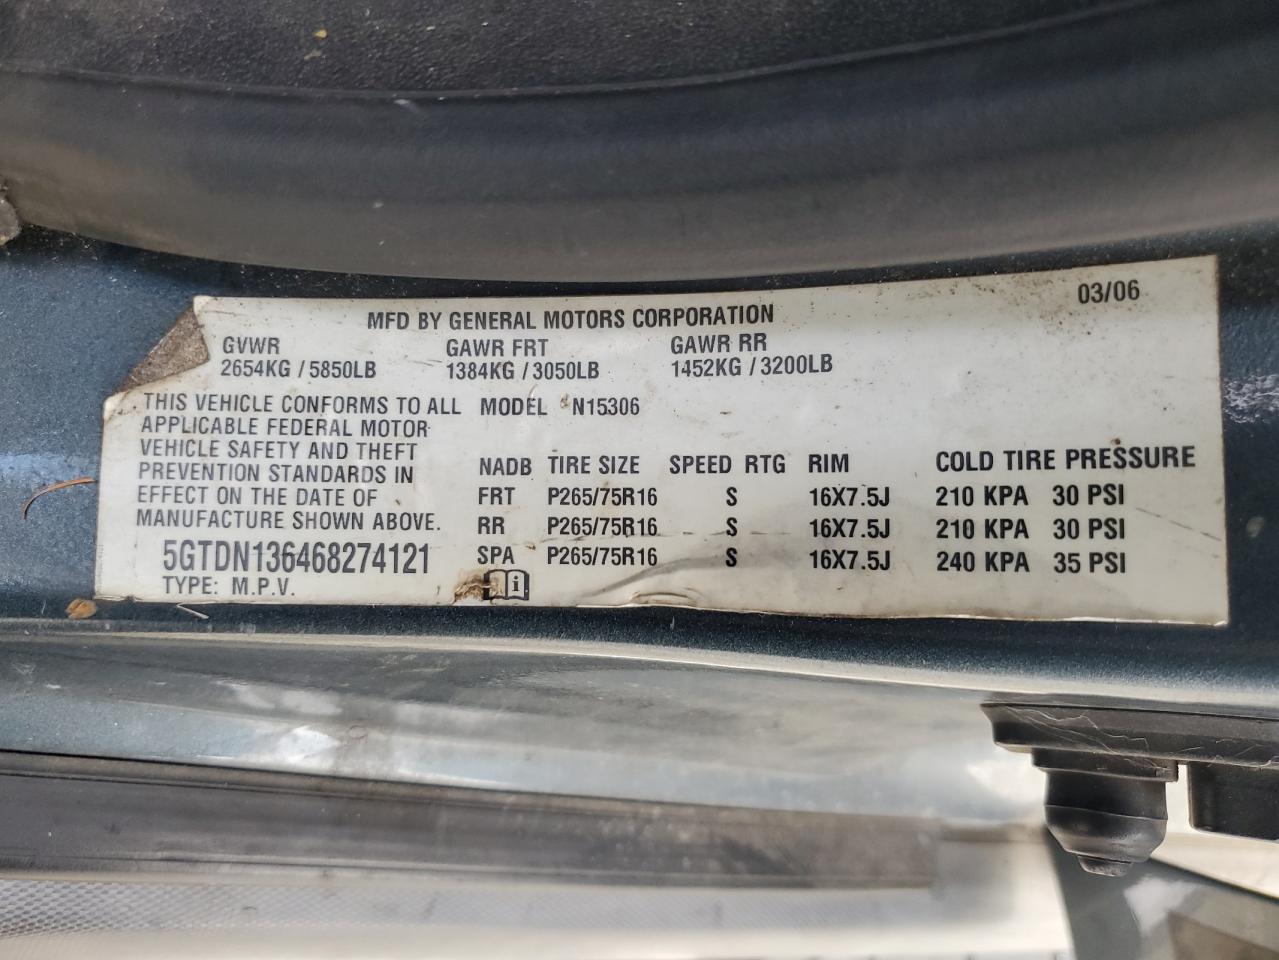 03/06
MFD BY GENERAL MOTORS CORPORATION
GVWR GAWR FRT GAWR RR
2654KG / 5850LB 1384KG / 3050LB 1452KG / 3200LB
THIS VEHICLE CONFORMS TO ALL
APPLICABLE FEDERAL MOTOR
VEHICLE SAFETY AND THEFT
PREVENTION STANDARDS IN
EFFECT ON THE DATE OF
MANUFACTURE SHOWN ABOVE.
5GTDN136468274121
TYPE: M.P.V.
MODEL N15306
NADB TIRE SIZE SPEED RTG RIM COLD TIRE PRESSURE
FRT P265/75R16 S 16X7.5J 210 KPA 30 PSI
RR P265/75R16 S 16X7.5J 210 KPA 30 PSI
SPA P265/75R16 S 16X7.5J 240 KPA 35 PSI